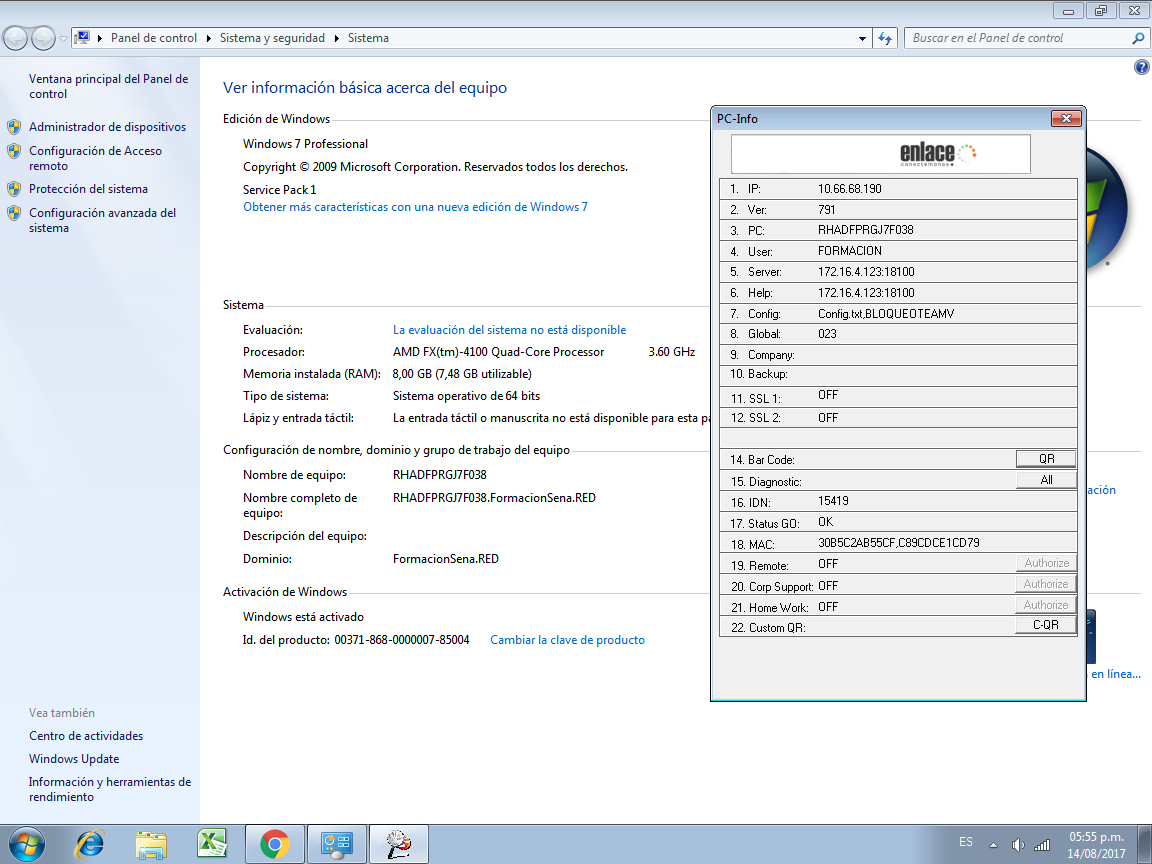 Panel de control
Sistema y seguridad
Sistema
Buscar en el Panel de control
Ventana principal del Panel de
control
Administrador de dispositivos
Configuración de Acceso
remoto
Protección del sistema
Configuración avanzada del
sistema
Vea también
Centro de actividades
Windows Update
Información y herramientas de
rendimiento
Ver información básica acerca del equipo
Edición de Windows
Windows 7 Professional
Copyright © 2009 Microsoft Corporation. Reservados todos los derechos.
Service Pack 1
Obtener más características con una nueva edición de Windows 7
Sistema
Evaluación: La evaluación del sistema no está disponible
Procesador: AMD FX(tm)-4100 Quad-Core Processor 3.60 GHz
Memoria instalada (RAM): 8,00 GB (7,48 GB utilizable)
Tipo de sistema: Sistema operativo de 64 bits
Lápiz y entrada táctil: La entrada táctil o manuscrita no está disponible para esta pa
Configuración de nombre, dominio y grupo de trabajo del equipo
Nombre de equipo: RHADFPRGJ7F038
Nombre completo de RHADFPRGJ7F038.FormacionSena.RED
equipo:
Descripción del equipo:
Dominio: FormacionSena.RED
Activación de Windows
Windows está activado
Id. del producto: 00371-868-0000007-85004 Cambiar la clave de producto
ación
en línea...
PC-Info
enlace
conectámonos+
1. IP: 10.66.68.190
2. Ver: 791
3. PC: RHADFPRGJ7F038
4. User: FORMACION
5. Server: 172.16.4.123:18100
6. Help: 172.16.4.123:18100
7. Config: Config.txt,BLOQUEOTEAMV
8. Global: 023
9. Company:
10. Backup:
11. SSL 1: OFF
12. SSL 2: OFF
14. Bar Code: QR
15. Diagnostic: All
16. IDN: 15419
17. Status GO: OK
18. MAC: 30B5C2AB55CF,C89CDCE1CD79
19. Remote: OFF Authorize
20. Corp Support: OFF Authorize
21. Home Work: OFF Authorize
22. Custom QR: C-QR
ES
05:55 p.m.
14/08/2017